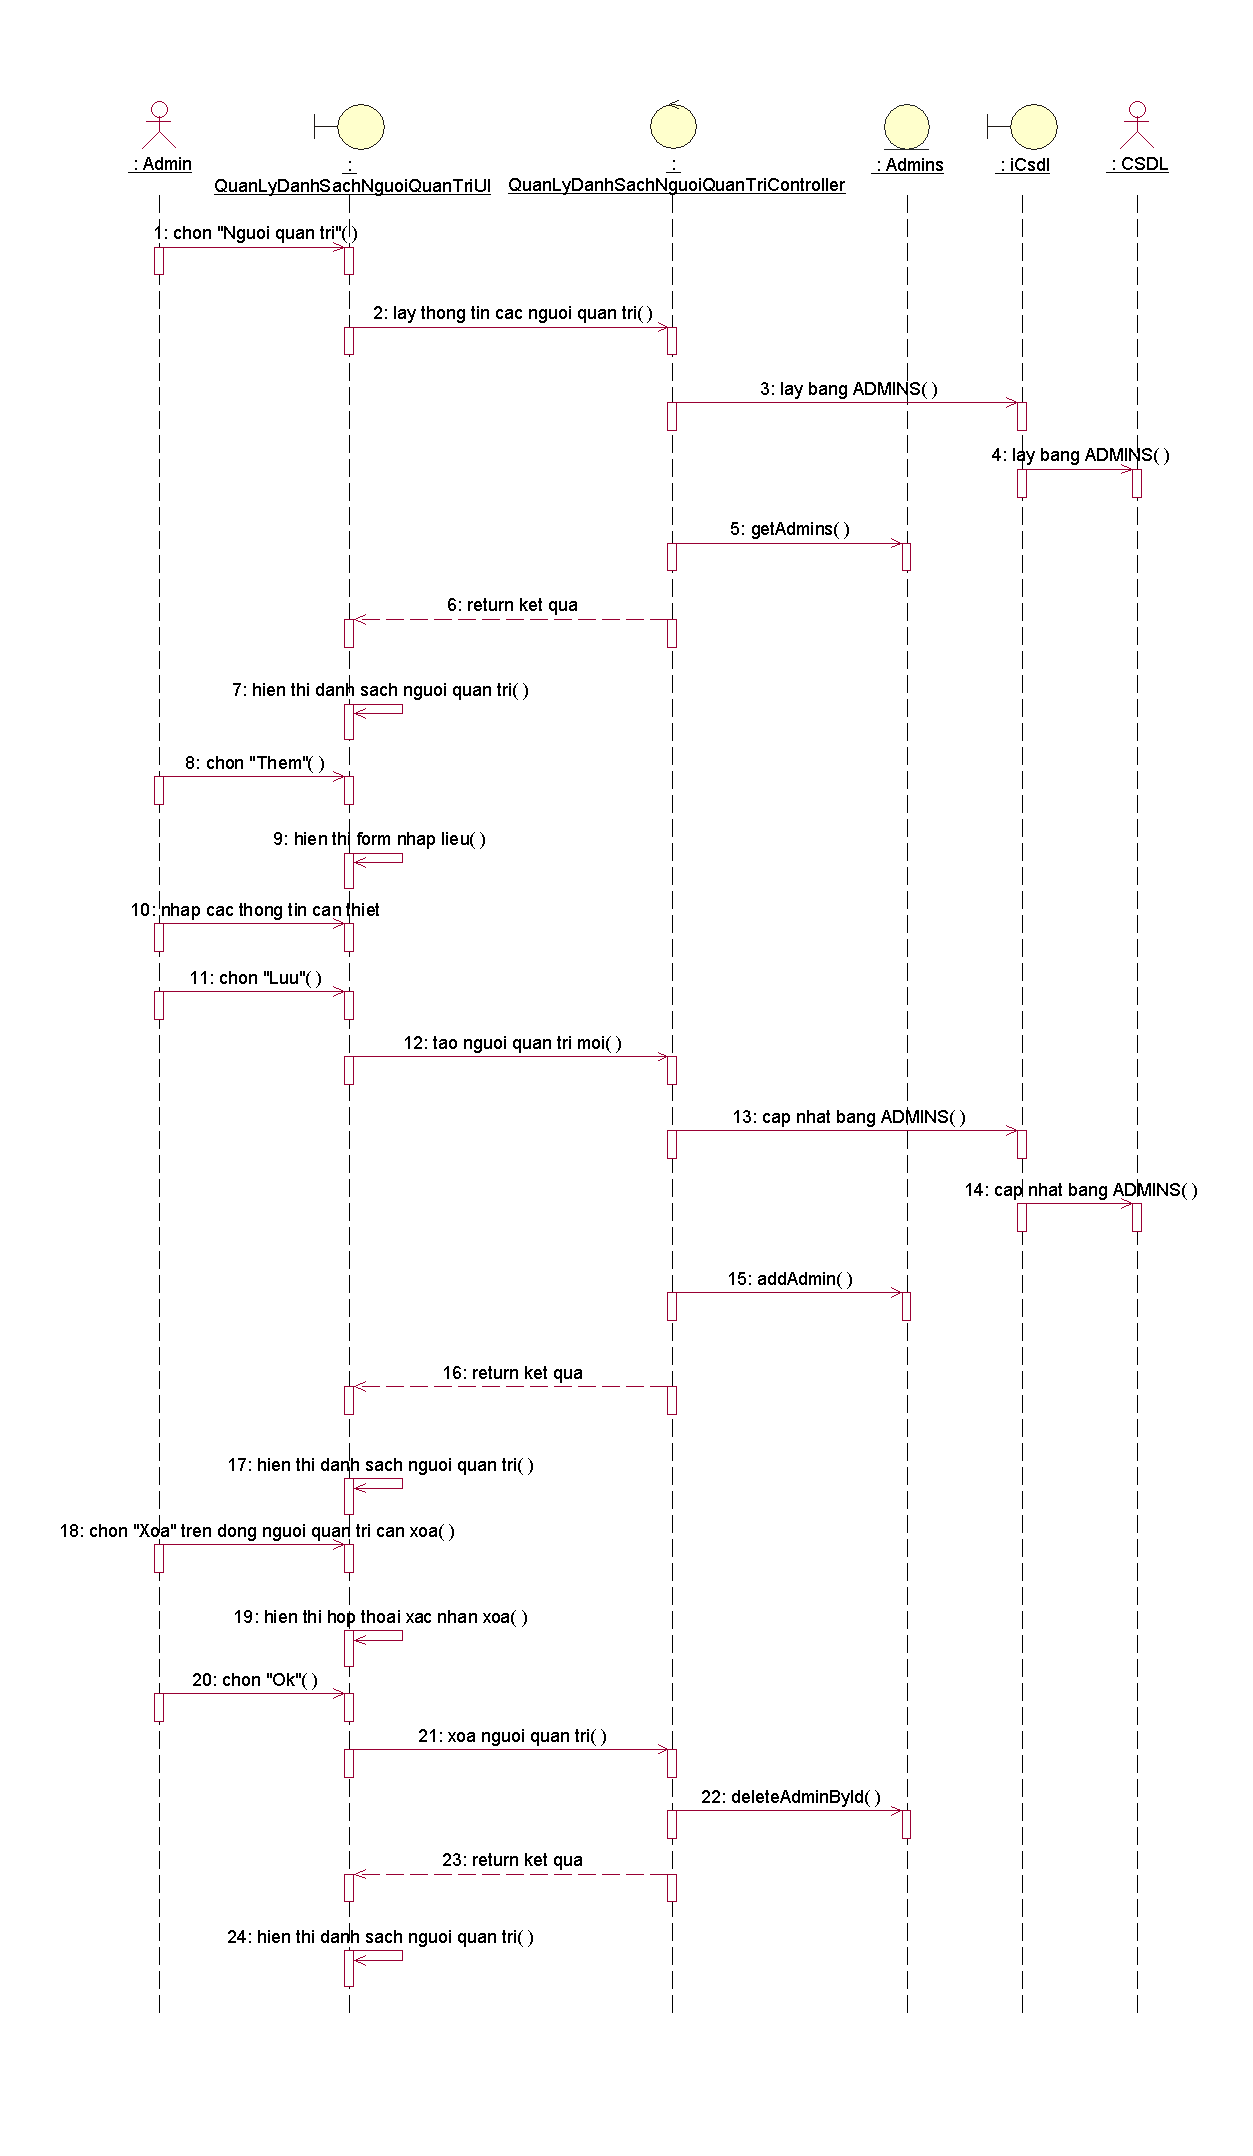 : Admin
:
QuanLyDanhSachNguoiQuanTriUI
:
QuanLyDanhSachNguoiQuanTriController
: Admins
: iCsdl
: CSDL
1: chon "Nguoi quan tri"( )
2: lay thong tin cac nguoi quan tri( )
3: lay bang ADMINS( )
4: lay bang ADMINS( )
5: getAdmins( )
6: return ket qua
7: hien thi danh sach nguoi quan tri( )
8: chon "Them"( )
9: hien thi form nhap lieu( )
10: nhap cac thong tin can thiet
11: chon "Luu"( )
12: tao nguoi quan tri moi( )
13: cap nhat bang ADMINS( )
14: cap nhat bang ADMINS( )
15: addAdmin( )
16: return ket qua
17: hien thi danh sach nguoi quan tri( )
18: chon "Xoa" tren dong nguoi quan tri can xoa( )
19: hien thi hop thoai xac nhan xoa( )
20: chon "Ok"( )
21: xoa nguoi quan tri( )
22: deleteAdminById( )
23: return ket qua
24: hien thi danh sach nguoi quan tri( )